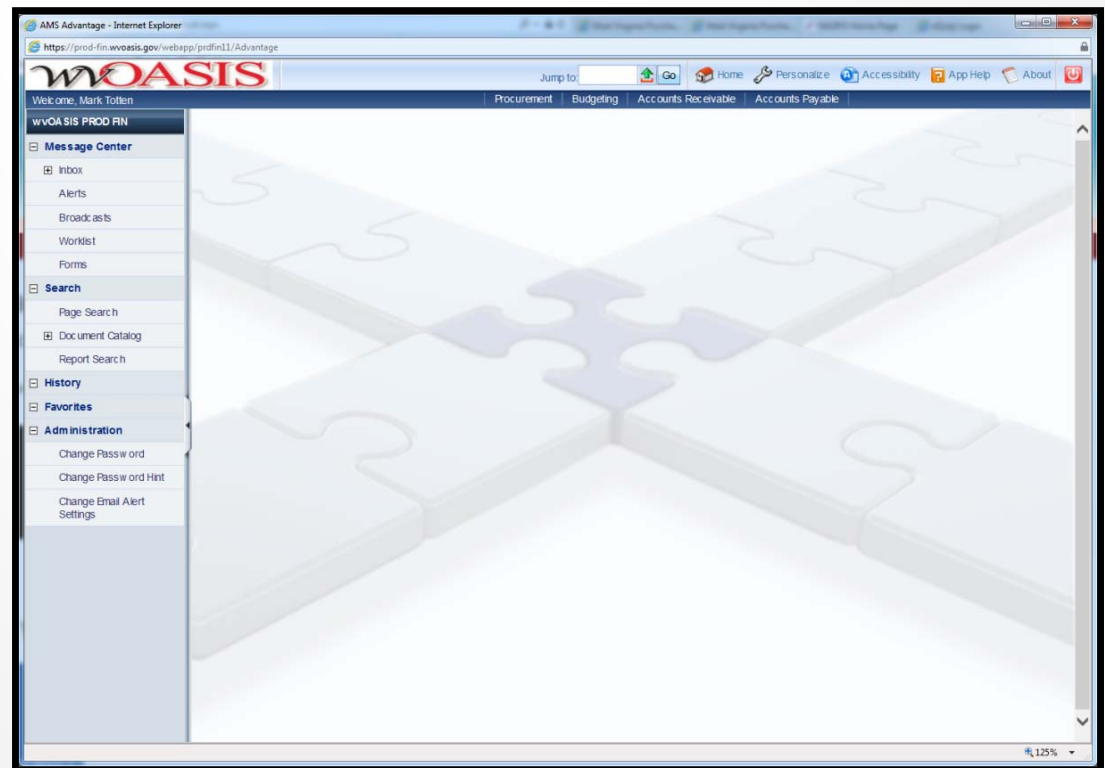 AMS Advantage - Internet Explorer
https://prod-fin.wvoasis.gov/webapp/prdfin11/Advantage
wvOASIS
Jump to: Go Home Personalize Accessibility App Help About
Welcome, Mark Totten Procurement Budgeting Accounts Receivable Accounts Payable
wvOASIS PROD FIN
Message Center
Inbox
Alerts
Broadcasts
Worklist
Forms
Search
Page Search
Document Catalog
Report Search
History
Favorites
Administration
Change Password
Change Password Hint
Change Email Alert
Settings
125%